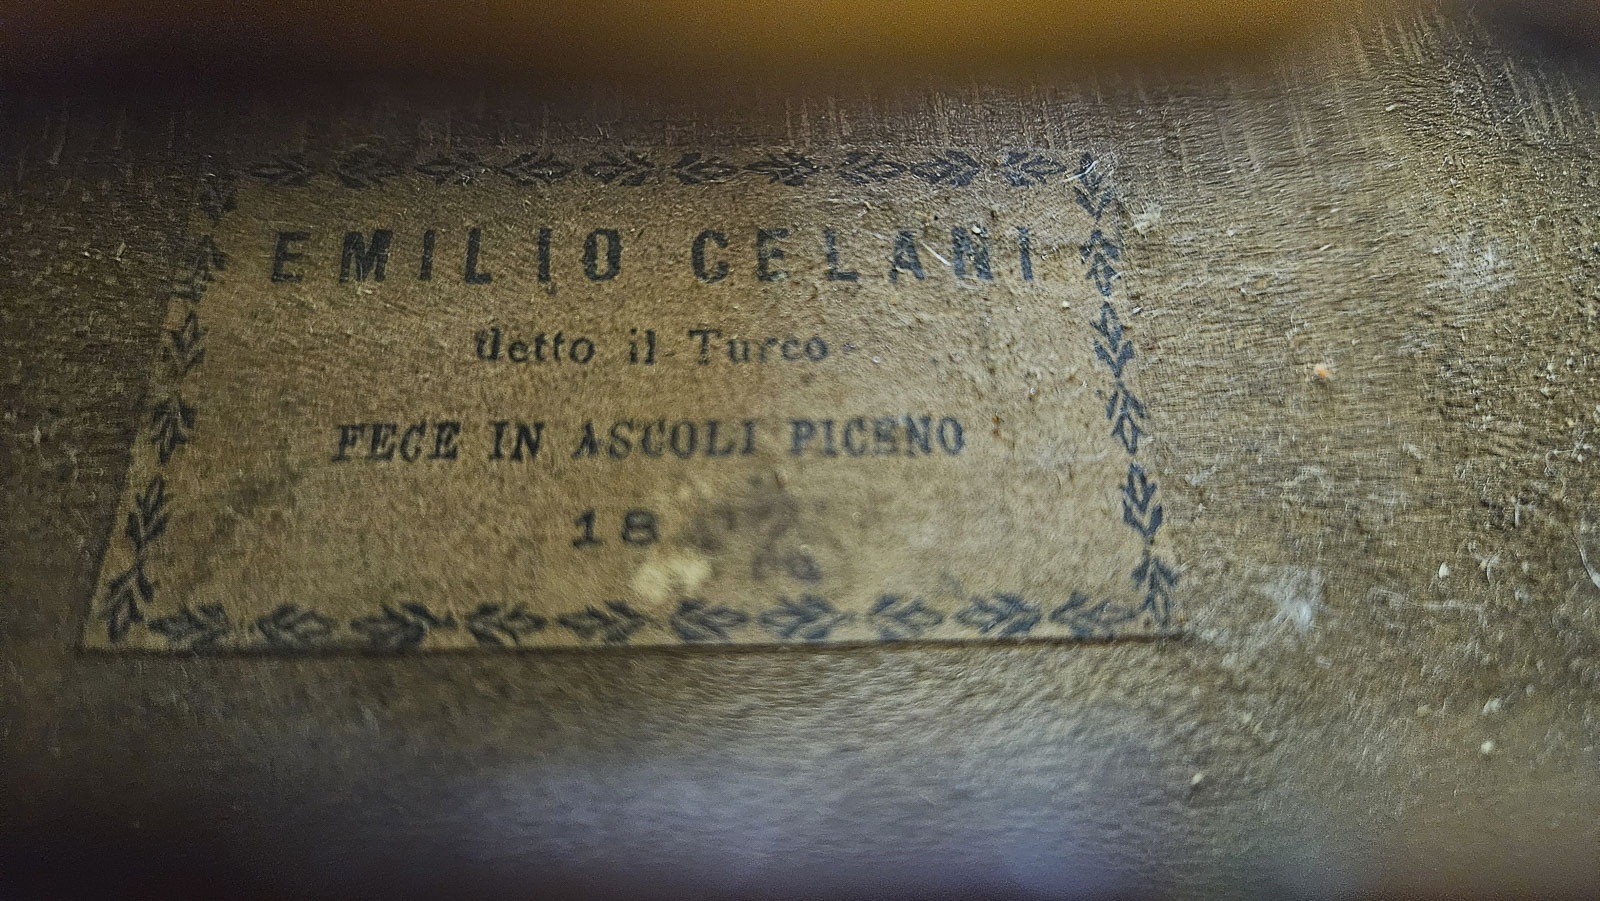 EMILIO CELANI
detto il Turco
FECE IN ASCOLI PICENO
18